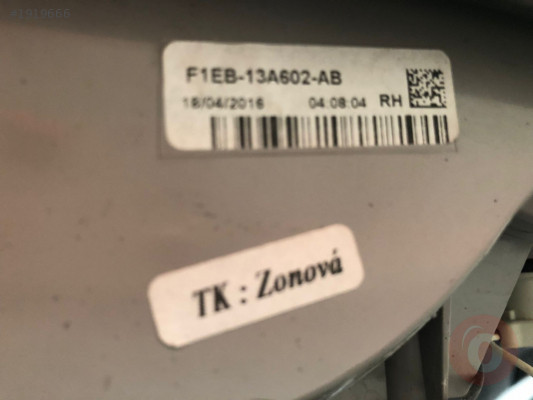 F1EB-13A602-AB
18/04/2016 04:08:04 RH
TK : Zonová